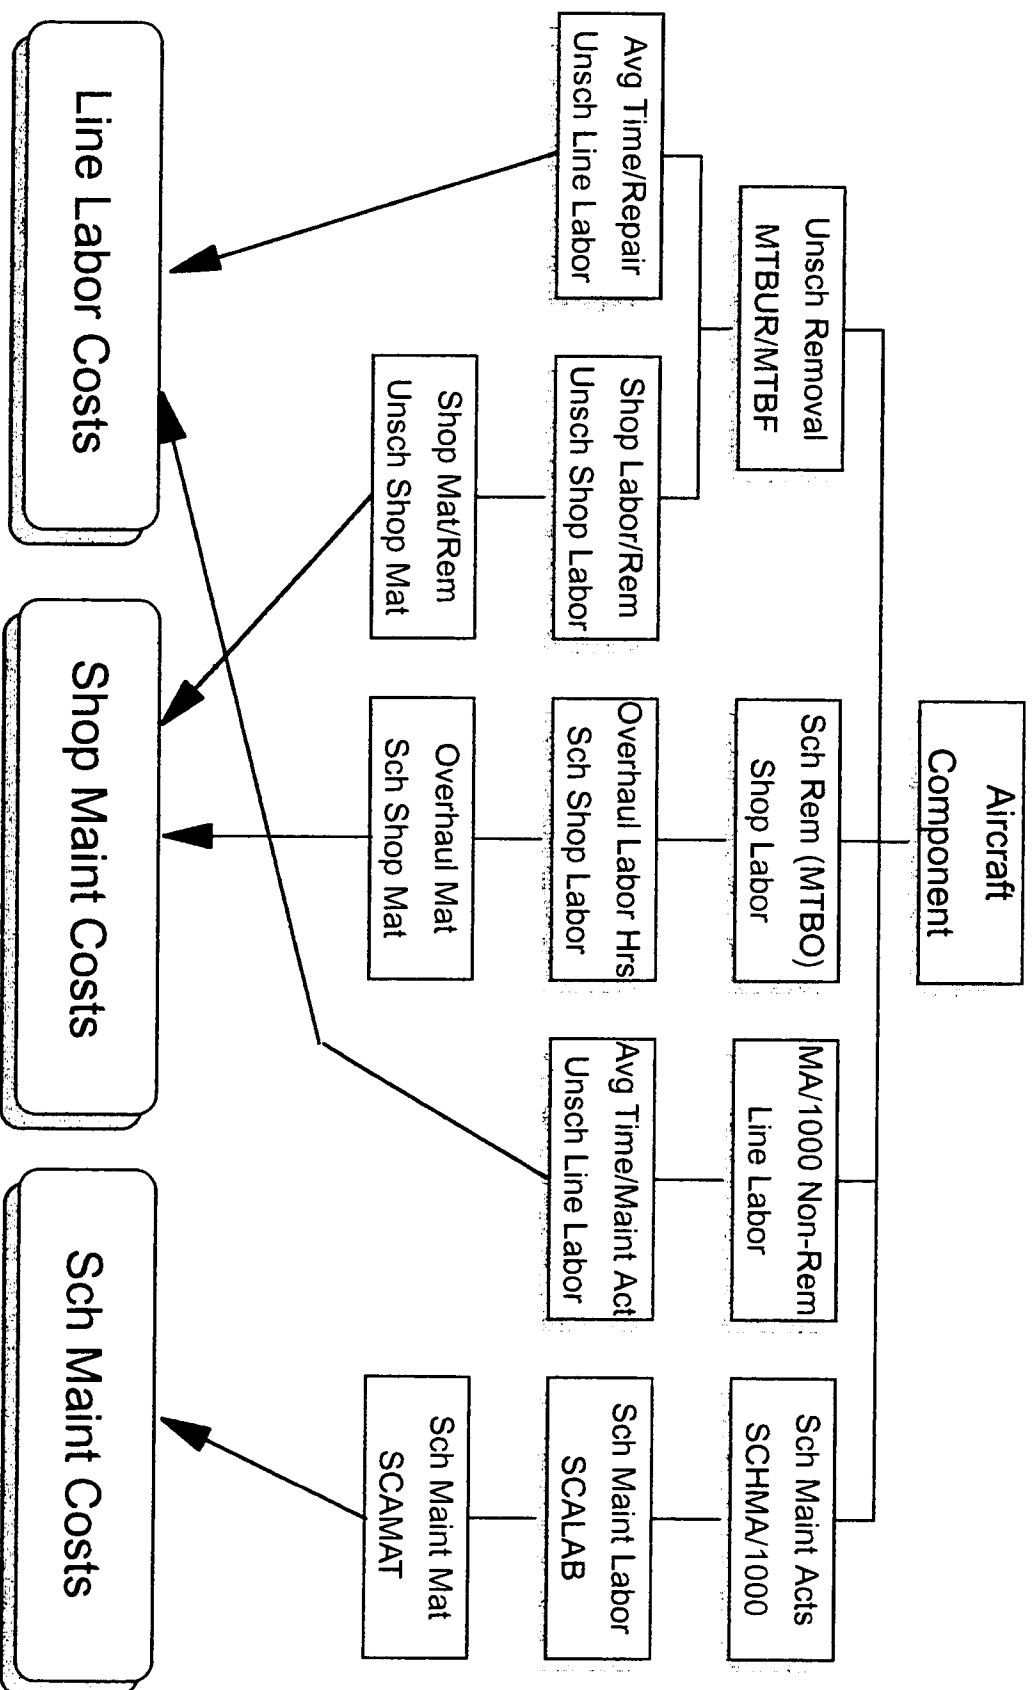 Aircraft
Component
Unsch Removal
MTBUR/MTBF
Sch Rem (MTBO)
Shop Labor
MA/1000 Non-Rem
Line Labor
Sch Maint Acts
SCHMA/1000
Avg Time/Repair
Unsch Line Labor
Shop Labor/Rem
Unsch Shop Labor
Overhaul Labor Hrs
Sch Shop Labor
Avg Time/Maint Act
Unsch Line Labor
Sch Maint Labor
SCALAB
Shop Mat/Rem
Unsch Shop Mat
Overhaul Mat
Sch Shop Mat
Sch Maint Mat
SCAMAT
Line Labor Costs
Shop Maint Costs
Sch Maint Costs